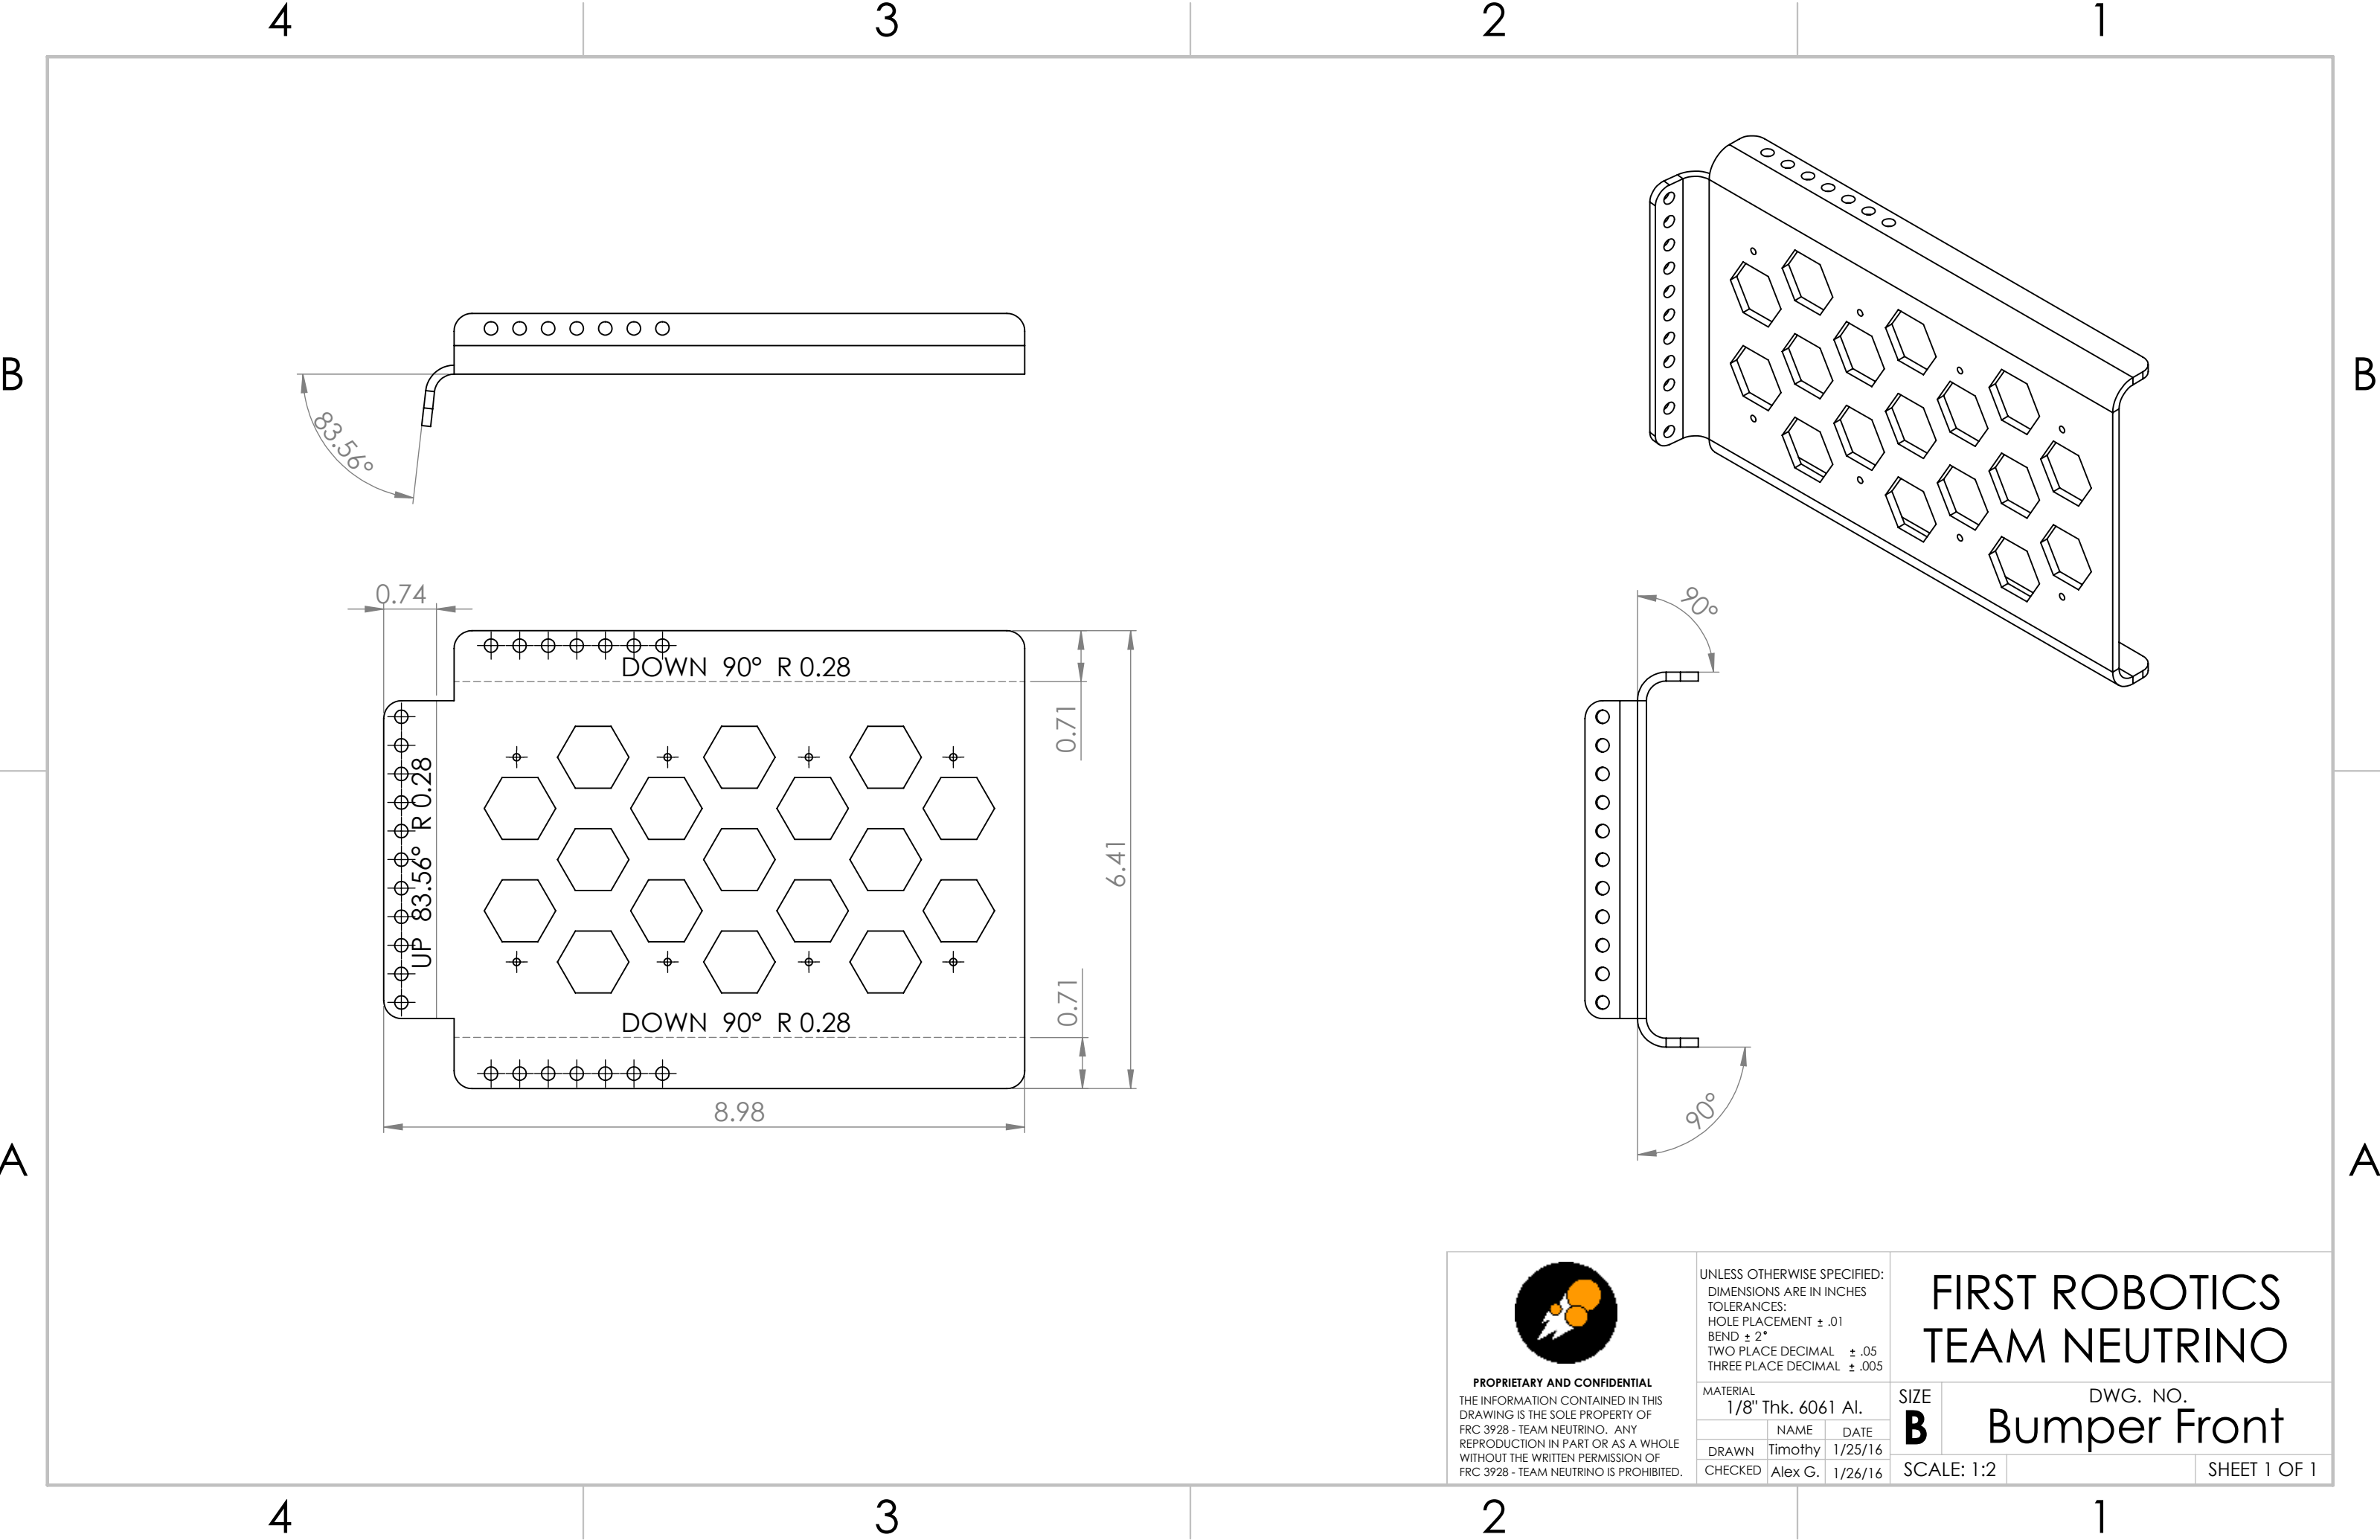 4 3 2 1
B B
83.56°
0.74
90°
DOWN 90° R 0.28
0.71
UP 83.56° R 0.28
6.41
DOWN 90° R 0.28
0.71
8.98
90°
A A
PROPRIETARY AND CONFIDENTIAL
THE INFORMATION CONTAINED IN THIS
DRAWING IS THE SOLE PROPERTY OF
FRC 3928 - TEAM NEUTRINO. ANY
REPRODUCTION IN PART OR AS A WHOLE
WITHOUT THE WRITTEN PERMISSION OF
FRC 3928 - TEAM NEUTRINO IS PROHIBITED.
UNLESS OTHERWISE SPECIFIED:
DIMENSIONS ARE IN INCHES
TOLERANCES:
HOLE PLACEMENT ± .01
BEND ± 2°
TWO PLACE DECIMAL ± .05
THREE PLACE DECIMAL ± .005
MATERIAL
1/8" Thk. 6061 Al.
NAME DATE
DRAWN Timothy 1/25/16
CHECKED Alex G. 1/26/16
FIRST ROBOTICS
TEAM NEUTRINO
SIZE
B
DWG. NO.
Bumper Front
SCALE: 1:2
SHEET 1 OF 1
4 3 2 1